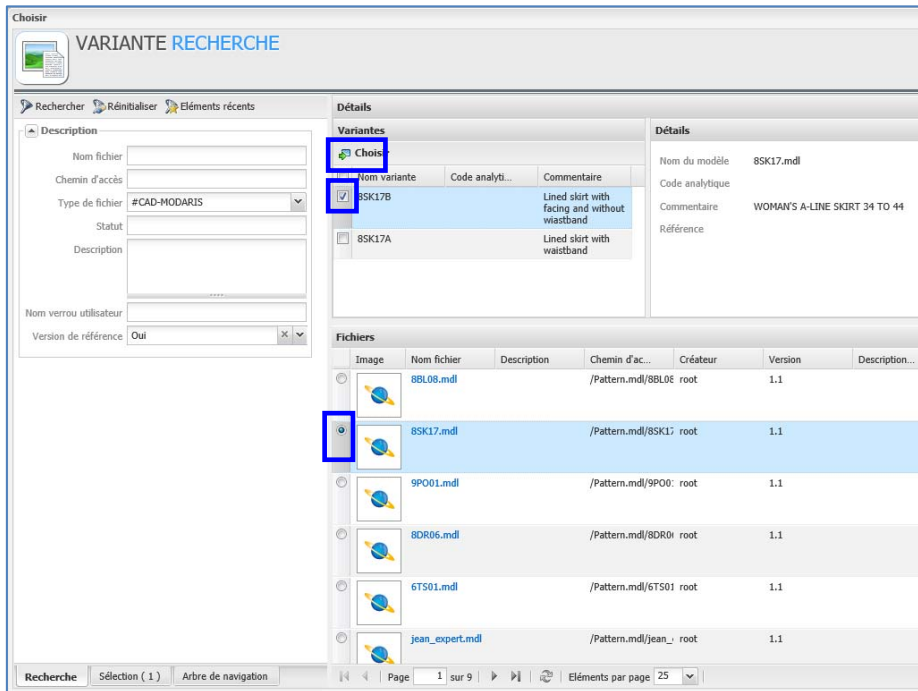 Choisir
VARIANTE RECHERCHE
Rechercher Réinitialiser Eléments récents
Description
Nom fichier
Chemin d'accès
Type de fichier #CAD-MODARIS
Statut
Description
Nom verrou utilisateur
Version de référence Oui
Détails
Variantes
Choisir
Nom variante Code analyti... Commentaire
8SK17B Lined skirt with
facing and without
wiastband
8SK17A Lined skirt with
waistband
Détails
Nom du modèle 8SK17.mdl
Code analytique
Commentaire WOMAN'S A-LINE SKIRT 34 TO 44
Référence
Fichiers
Image Nom fichier Description Chemin d'ac... Créateur Version Description...
8BL08.mdl /Pattern.mdl/8BL08 root 1.1
8SK17.mdl /Pattern.mdl/8SK17 root 1.1
9PO01.mdl /Pattern.mdl/9PO0 root 1.1
8DR06.mdl /Pattern.mdl/8DR0 root 1.1
6TS01.mdl /Pattern.mdl/6TS01 root 1.1
jean_expert.mdl /Pattern.mdl/jean_ root 1.1
Recherche Sélection ( 1 ) Arbre de navigation
Page 1 sur 9 Eléments par page 25